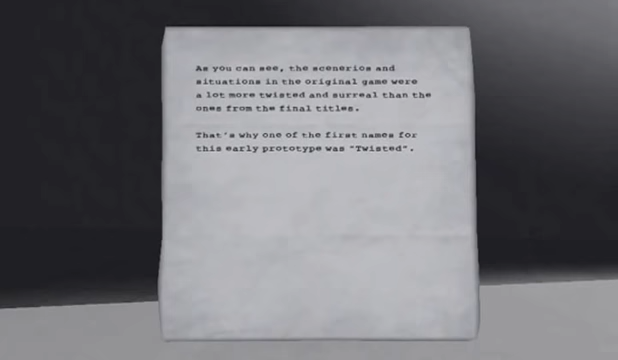 As you can see, the scenerios and
situations in the original game were
a lot more twisted and surreal than the
ones from the final titles.
That's why one of the first names for
this early prototype was "Twisted".